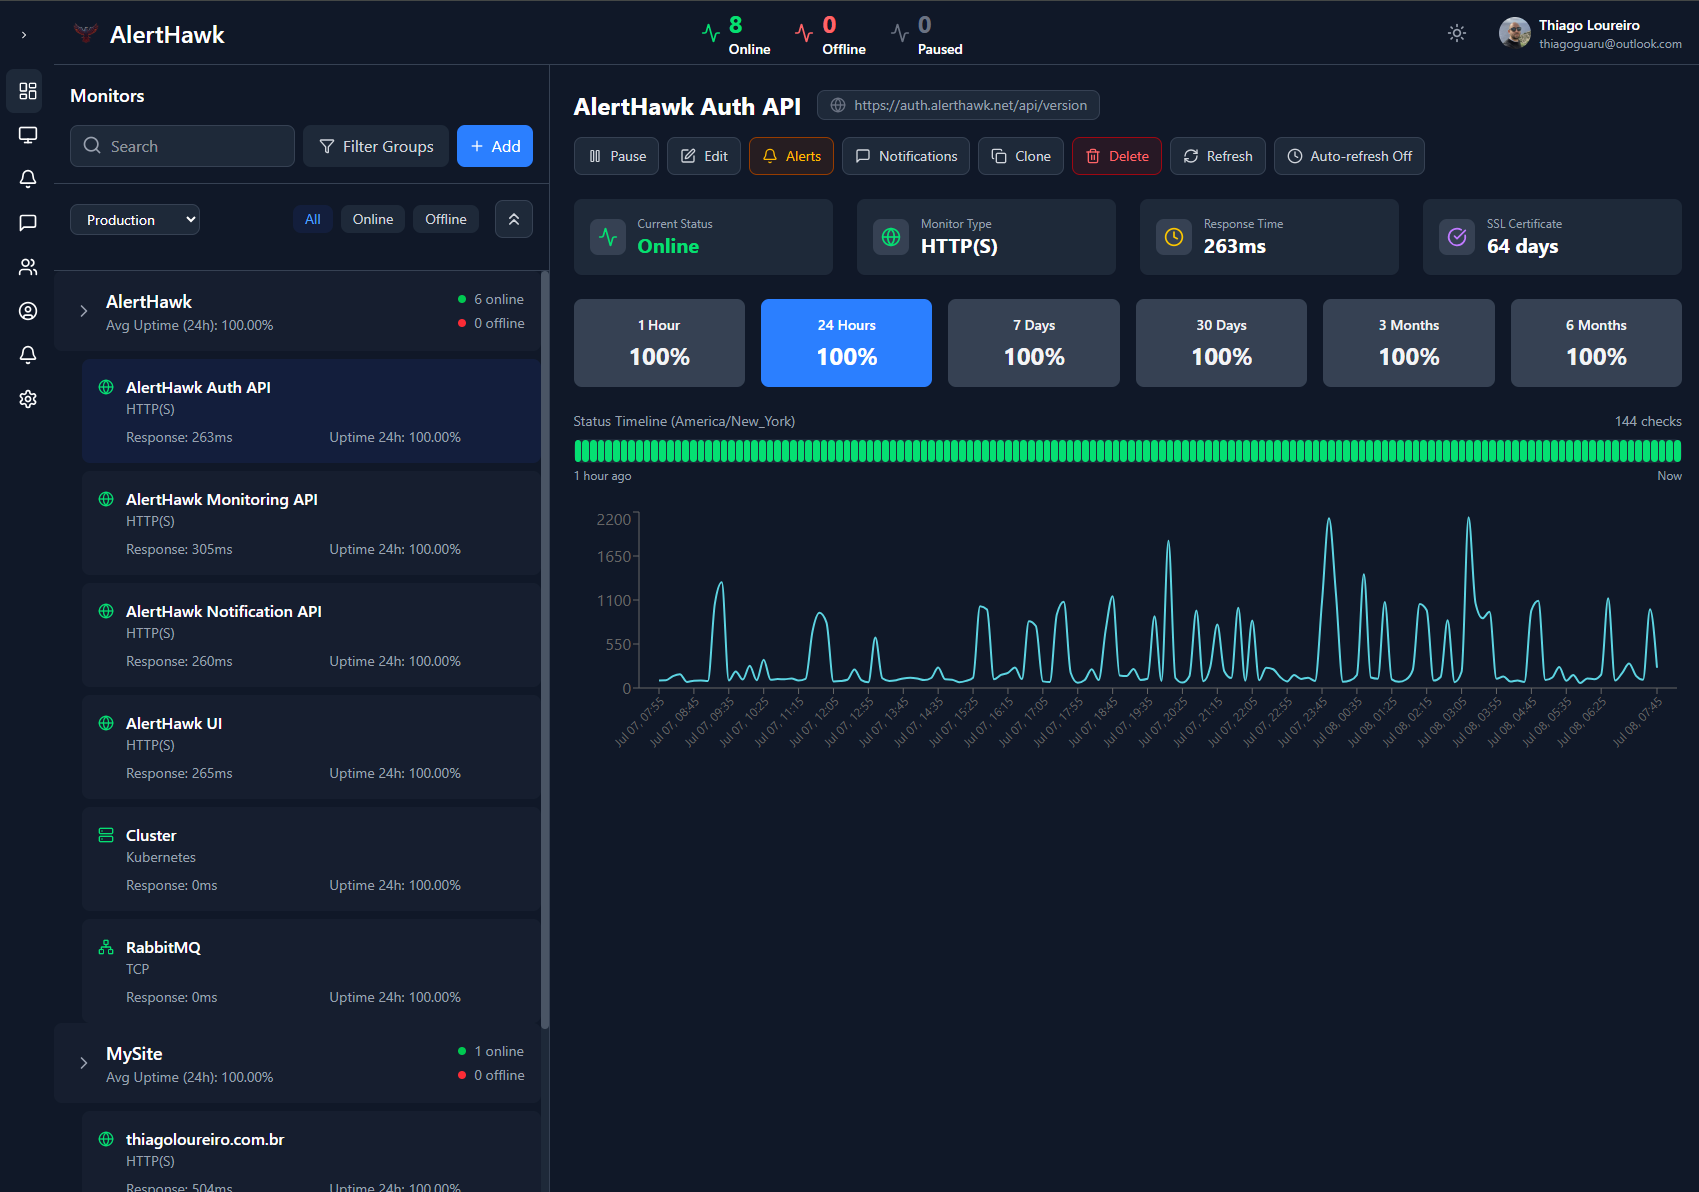 AlertHawk
8
Online
0
Offline
0
Paused
Thiago Loureiro
thiagoguaru@outlook.com
Monitors
Search
Filter Groups
+ Add
Production
All
Online
Offline
AlertHawk
Avg Uptime (24h): 100.00%
6 online
0 offline
AlertHawk Auth API
HTTP(S)
Response: 263ms
Uptime 24h: 100.00%
AlertHawk Monitoring API
HTTP(S)
Response: 305ms
Uptime 24h: 100.00%
AlertHawk Notification API
HTTP(S)
Response: 260ms
Uptime 24h: 100.00%
AlertHawk UI
HTTP(S)
Response: 265ms
Uptime 24h: 100.00%
Cluster
Kubernetes
Response: 0ms
Uptime 24h: 100.00%
RabbitMQ
TCP
Response: 0ms
Uptime 24h: 100.00%
MySite
Avg Uptime (24h): 100.00%
1 online
0 offline
thiagoloureiro.com.br
HTTP(S)
Response: 504ms
Uptime 24h: 100.00%
AlertHawk Auth API
https://auth.alerthawk.net/api/version
Pause
Edit
Alerts
Notifications
Clone
Delete
Refresh
Auto-refresh Off
Current Status
Online
Monitor Type
HTTP(S)
Response Time
263ms
SSL Certificate
64 days
1 Hour
100%
24 Hours
100%
7 Days
100%
30 Days
100%
3 Months
100%
6 Months
100%
Status Timeline (America/New_York)
144 checks
1 hour ago
Now
2200
1650
1100
550
0
Jul 07, 07:55
Jul 07, 08:45
Jul 07, 09:35
Jul 07, 10:25
Jul 07, 11:15
Jul 07, 12:05
Jul 07, 12:55
Jul 07, 13:45
Jul 07, 14:35
Jul 07, 15:25
Jul 07, 16:15
Jul 07, 17:05
Jul 07, 17:55
Jul 07, 18:45
Jul 07, 19:35
Jul 07, 20:25
Jul 07, 21:15
Jul 07, 22:05
Jul 07, 22:55
Jul 07, 23:45
Jul 08, 00:35
Jul 08, 01:25
Jul 08, 02:15
Jul 08, 03:05
Jul 08, 03:55
Jul 08, 04:45
Jul 08, 05:35
Jul 08, 06:25
Jul 08, 07:45